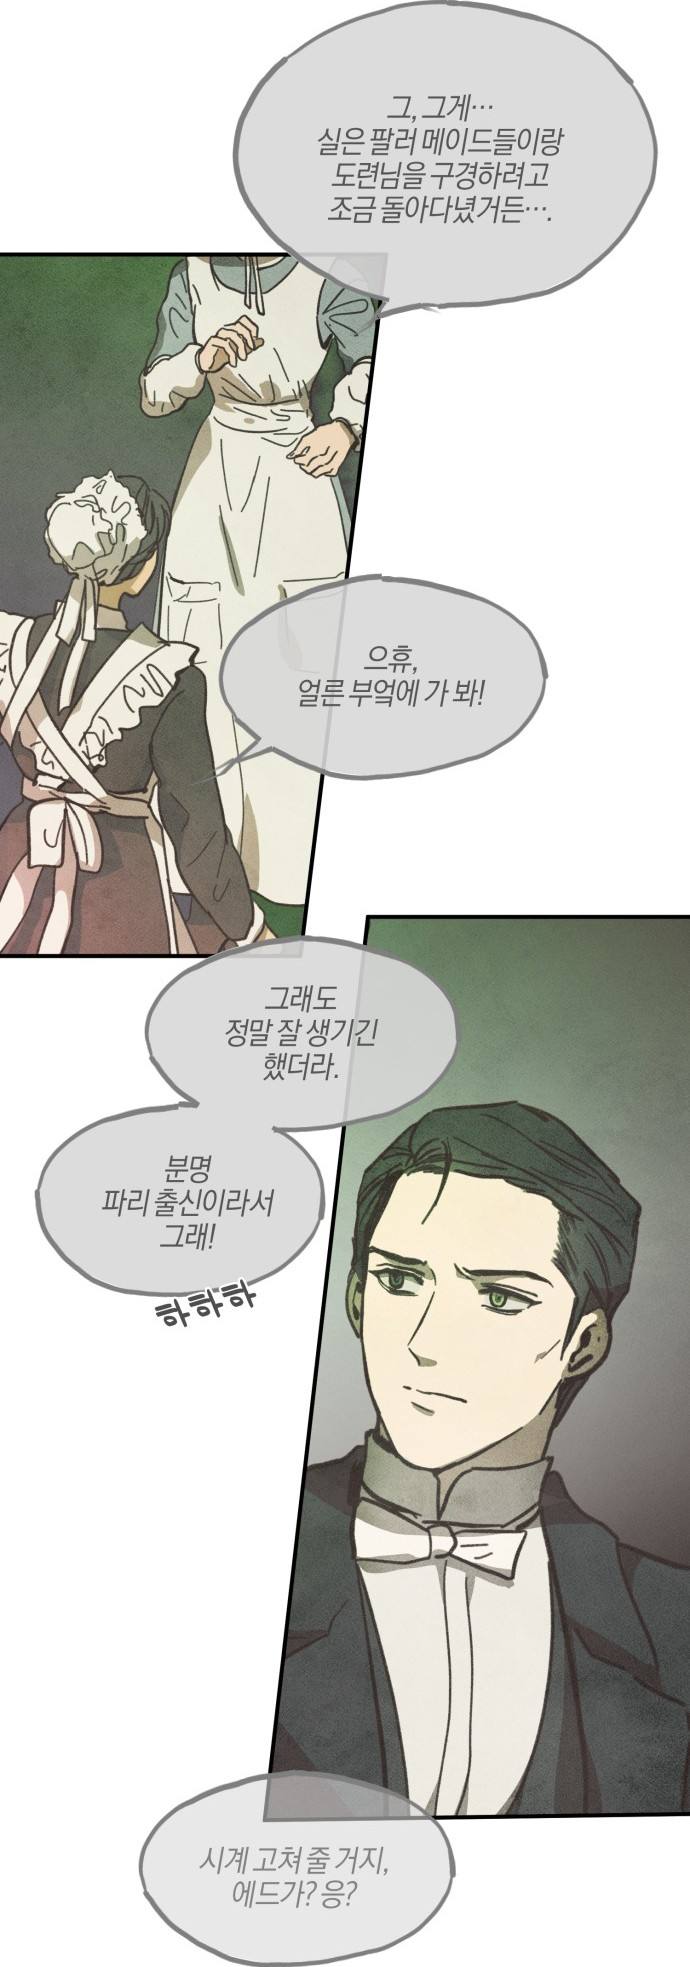 그, 그게…
실은 팔러 메이드들이랑
도련님을 구경하려고
조금 돌아다녔거든….
으휴,
얼른 부엌에 가 봐!
그래도
정말 잘 생기긴
했더라.
분명
파리 출신이라서
그래!
하하하
시계 고쳐 줄 거지,
에드가? 응?